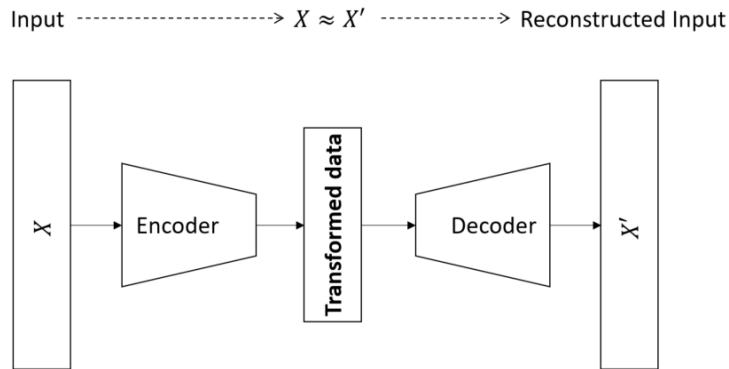 Input X ≈ X′ Reconstructed Input
X
Encoder
Transformed data
Decoder
X′